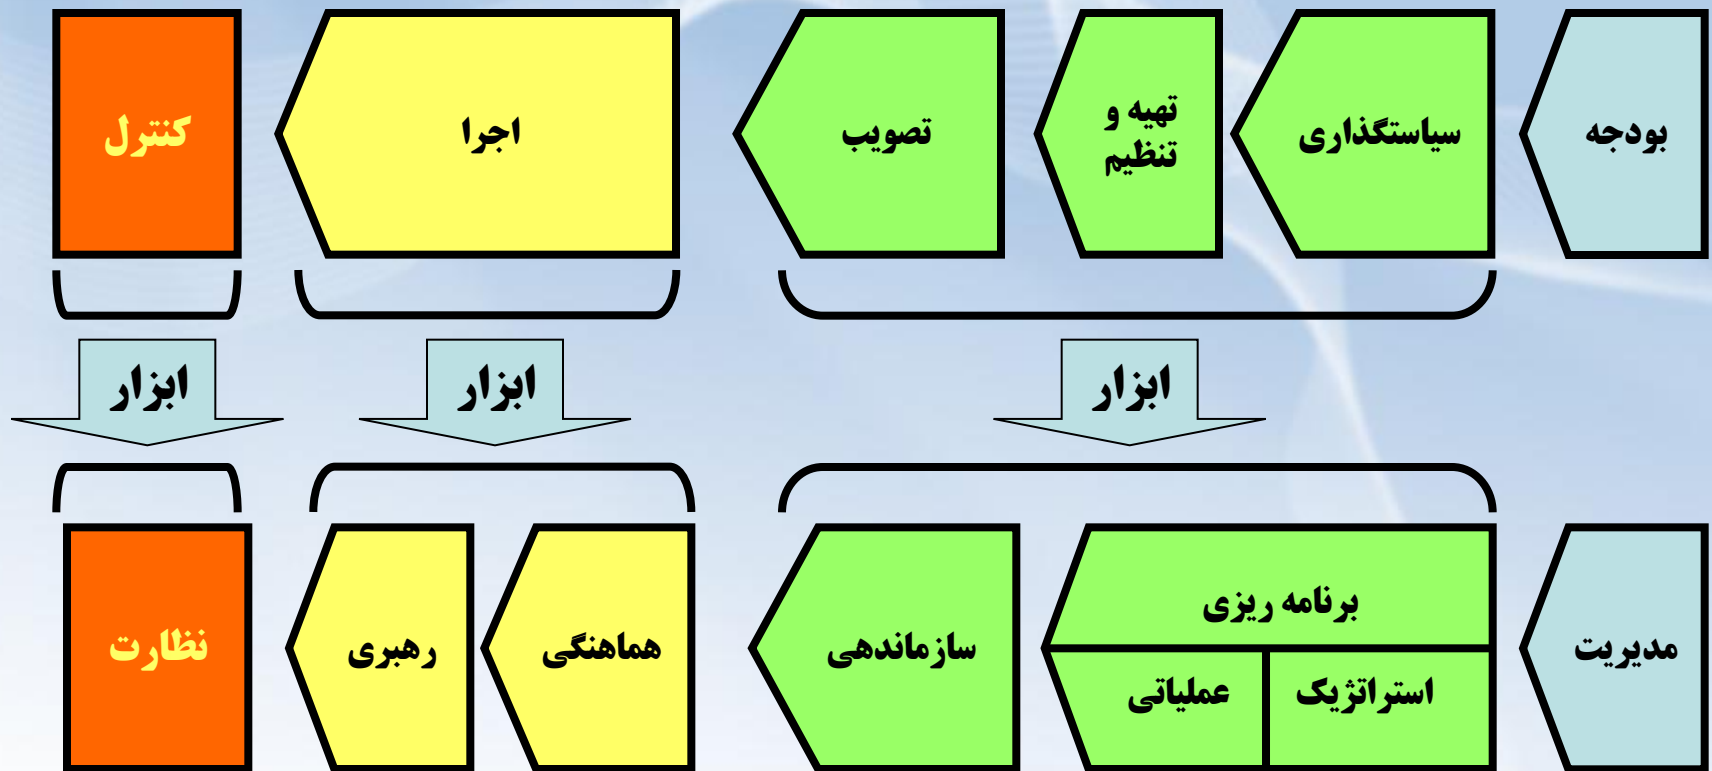 بودجه
سیاستگذاری
تهیه و
تنظیم
تصویب
اجرا
کنترل
ابزار
ابزار
ابزار
مدیریت
برنامه ریزی
استراتژیک
عملیاتی
سازماندهی
هماهنگی
رهبری
نظارت